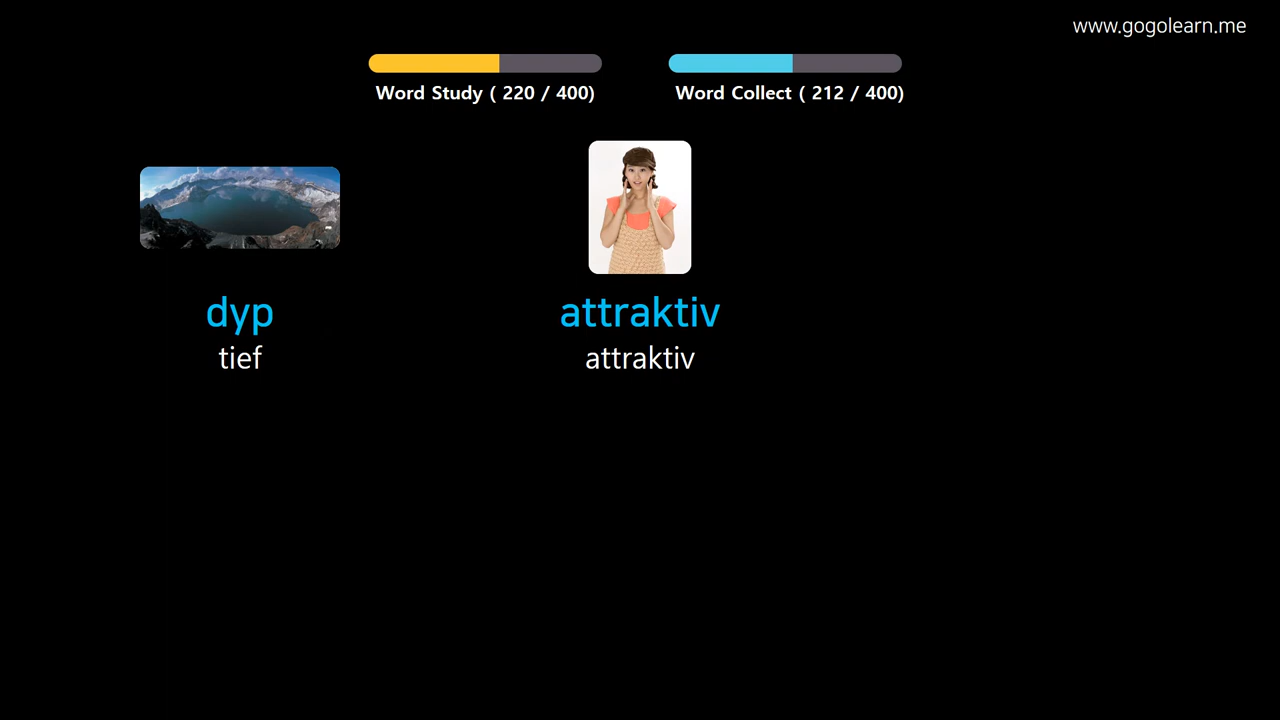 www.gogolearn.me
Word Study ( 220 / 400)
Word Collect ( 212 / 400)
dyp
tief
attraktiv
attraktiv